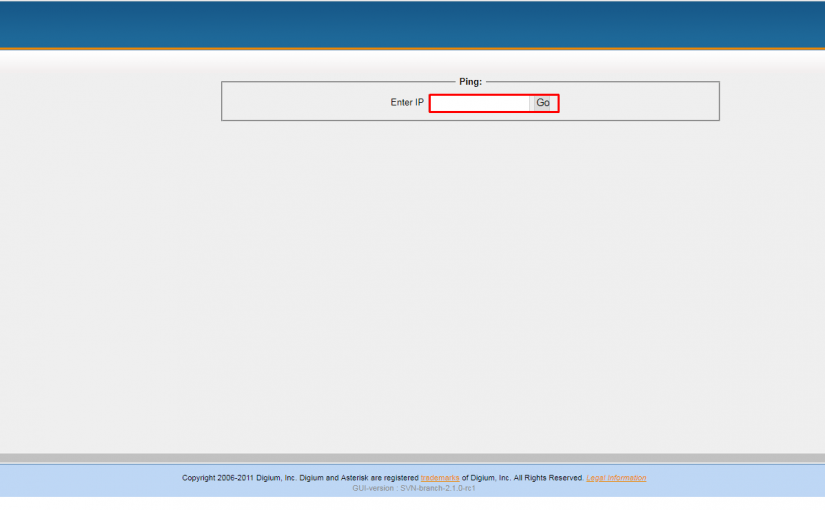 Ping:
Enter IP Go
Copyright 2006-2011 Digium, Inc. Digium and Asterisk are registered trademarks of Digium, Inc. All Rights Reserved. Legal Information
GUI-version : SVN-branch-2.1.0-rc1